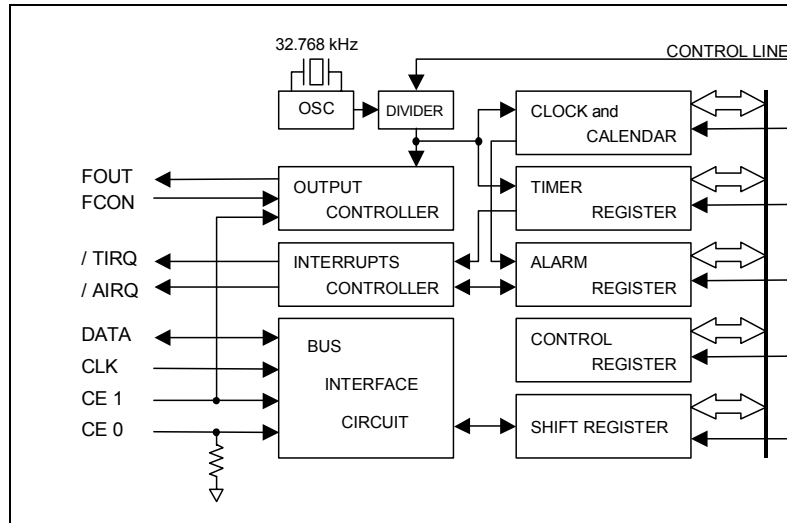 32.768 kHz
CONTROL LINE
OSC
DIVIDER
CLOCK and
CALENDAR
FOUT
FCON
OUTPUT
CONTROLLER
TIMER
REGISTER
/ TIRQ
/ AIRQ
INTERRUPTS
CONTROLLER
ALARM
REGISTER
DATA
CLK
CE 1
CE 0
BUS
INTERFACE
CIRCUIT
CONTROL
REGISTER
SHIFT REGISTER